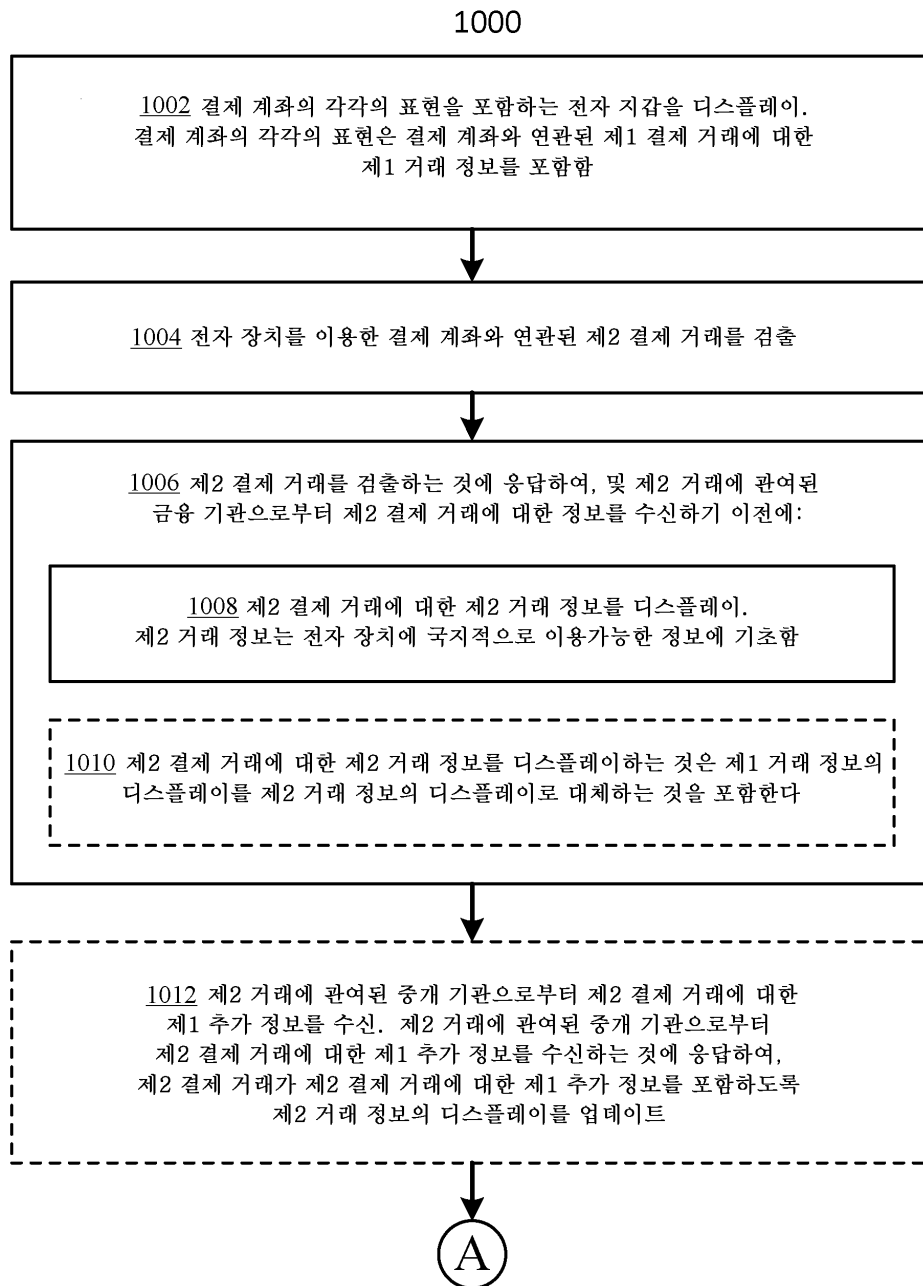 1000
1002 결제 계좌의 각각의 표현을 포함하는 전자 지갑을 디스플레이.
결제 계좌의 각각의 표현은 결제 계좌와 연관된 제1 결제 거래에 대한
제1 거래 정보를 포함함
1004 전자 장치를 이용한 결제 계좌와 연관된 제2 결제 거래를 검출
1006 제2 결제 거래를 검출하는 것에 응답하여, 및 제2 거래에 관여된
금융 기관으로부터 제2 결제 거래에 대한 정보를 수신하기 이전에:
1008 제2 결제 거래에 대한 제2 거래 정보를 디스플레이.
제2 거래 정보는 전자 장치에 국지적으로 이용가능한 정보에 기초함
1010 제2 결제 거래에 대한 제2 거래 정보를 디스플레이하는 것은 제1 거래 정보의
디스플레이를 제2 거래 정보의 디스플레이로 대체하는 것을 포함한다
1012 제2 거래에 관여된 중개 기관으로부터 제2 결제 거래에 대한
제1 추가 정보를 수신. 제2 거래에 관여된 중개 기관으로부터
제2 결제 거래에 대한 제1 추가 정보를 수신하는 것에 응답하여,
제2 결제 거래가 제2 결제 거래에 대한 제1 추가 정보를 포함하도록
제2 거래 정보의 디스플레이를 업데이트
A